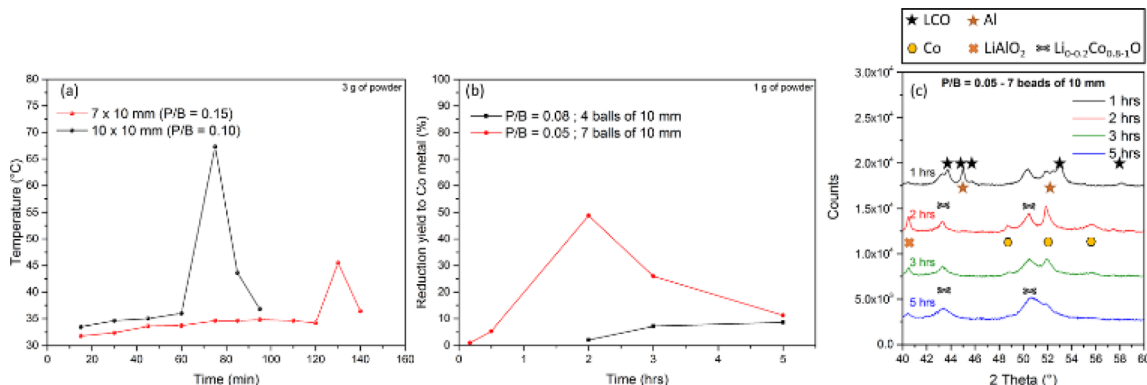 LCO Al
Co LiAlO₂ Li₀₋₀.₂Co₀.₈₋₁O
(a)
3 g of powder
7 x 10 mm (P/B = 0.15)
10 x 10 mm (P/B = 0.10)
Temperature (°C)
80
75
70
65
60
55
50
45
40
35
30
0 20 40 60 80 100 120 140 160
Time (min)
(b)
1 g of powder
P/B = 0.08 ; 4 balls of 10 mm
P/B = 0.05 ; 7 balls of 10 mm
Reduction yield to Co metal (%)
100
90
80
70
60
50
40
30
20
10
0
0 1 2 3 4 5
Time (hrs)
(c)
P/B = 0.05 - 7 beads of 10 mm
1 hrs
2 hrs
3 hrs
5 hrs
Counts
3.0x10⁴
2.5x10⁴
2.0x10⁴
1.5x10⁴
1.0x10⁴
0.0
1 hrs
2 hrs
3 hrs
5 hrs
40 42 44 46 48 50 52 54 56 58 60
2 Theta (°)